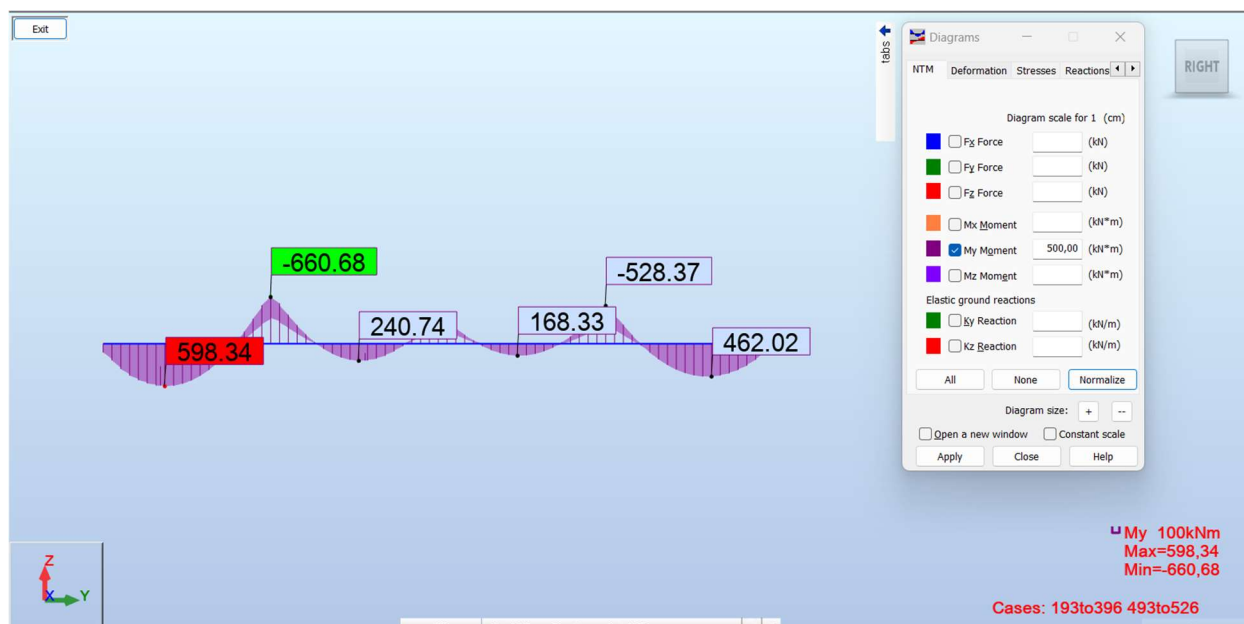 Exit
tabs
Diagrams
NTM Deformation Stresses Reactions
RIGHT
Diagram scale for 1 (cm)
Fx Force (kN)
Fy Force (kN)
Fz Force (kN)
Mx Moment (kN*m)
My Moment 500,00 (kN*m)
Mz Moment (kN*m)
Elastic ground reactions
Ky Reaction (kN/m)
Kz Reaction (kN/m)
All None Normalize
Diagram size: + --
Open a new window Constant scale
Apply Close Help
-660.68
-528.37
240.74
168.33
598.34
462.02
My 100kNm
Max=598,34
Min=-660,68
Cases: 193to396 493to526
Z
X
Y